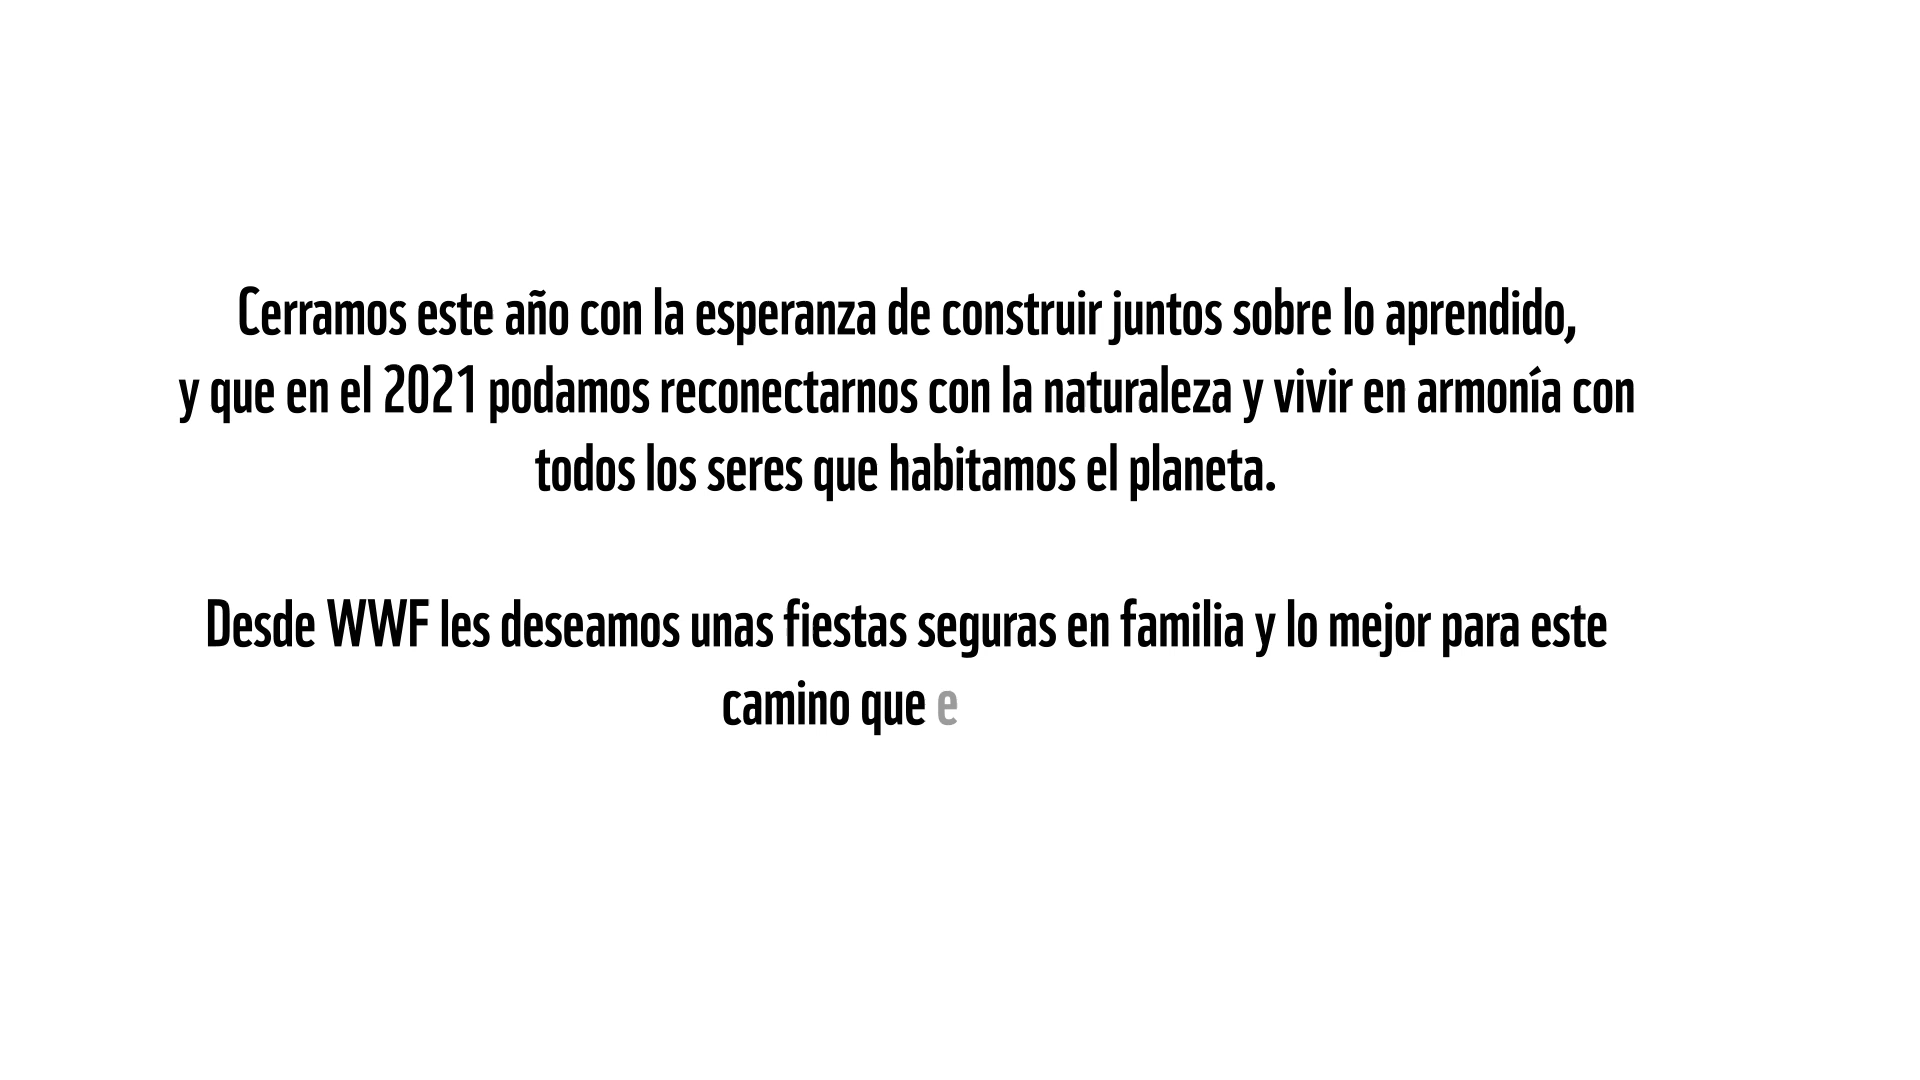 Cerramos este año con la esperanza de construir juntos sobre lo aprendido,
y que en el 2021 podamos reconectarnos con la naturaleza y vivir en armonía con
todos los seres que habitamos el planeta.
Desde WWF les deseamos unas fiestas seguras en familia y lo mejor para este
camino que e